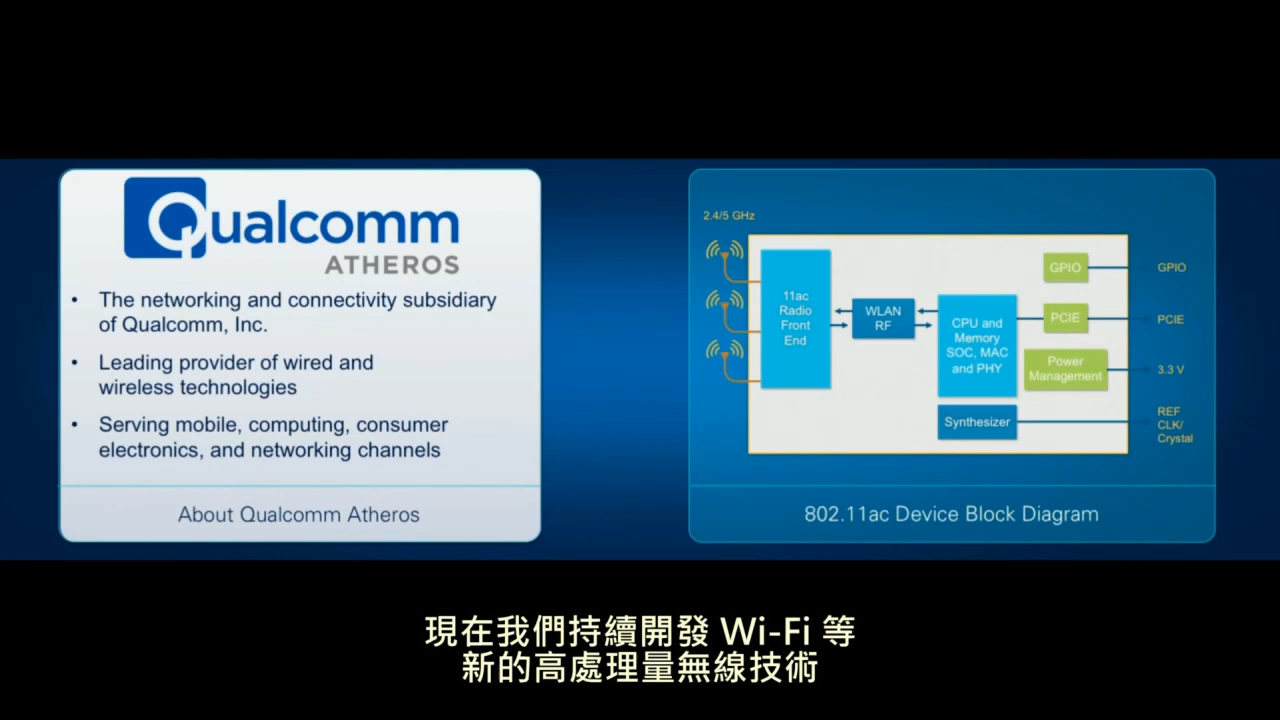 Qualcomm
ATHEROS
• The networking and connectivity subsidiary
of Qualcomm, Inc.
• Leading provider of wired and
wireless technologies
• Serving mobile, computing, consumer
electronics, and networking channels
About Qualcomm Atheros
2.4/5 GHz
11ac
Radio
Front
End
WLAN
RF
CPU and
Memory
SOC, MAC
and PHY
Synthesizer
GPIO
PCIE
Power
Management
GPIO
PCIE
3.3 V
REF
CLK/
Crystal
802.11ac Device Block Diagram
現在我們持續開發 Wi-Fi 等
新的高處理量無線技術